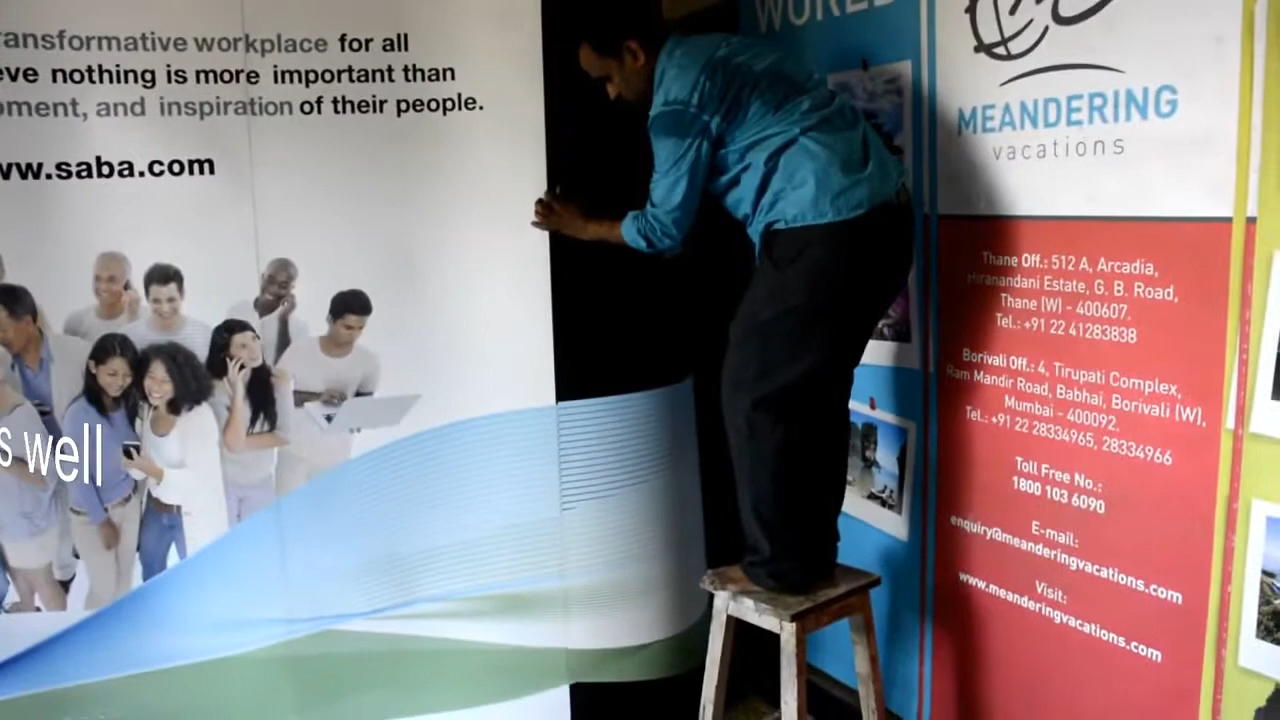 ransformative workplace for all
eve nothing is more important than
oment, and inspiration of their people.
ww.saba.com
s well
WORLD
MEANDERING
vacations
Thane Off.: 512 A, Arcadia,
Hiranandani Estate, G. B. Road,
Thane (W) - 400607.
Tel.: +91 22 41283838
Borivali Off.: 4, Tirupati Complex,
Ram Mandir Road, Babhai, Borivali (W),
Mumbai - 400092.
Tel.: +91 22 28334965, 28334966
Toll Free No.:
1800 103 6090
E-mail:
enquiry@meanderingvacations.com
Visit:
www.meanderingvacations.com